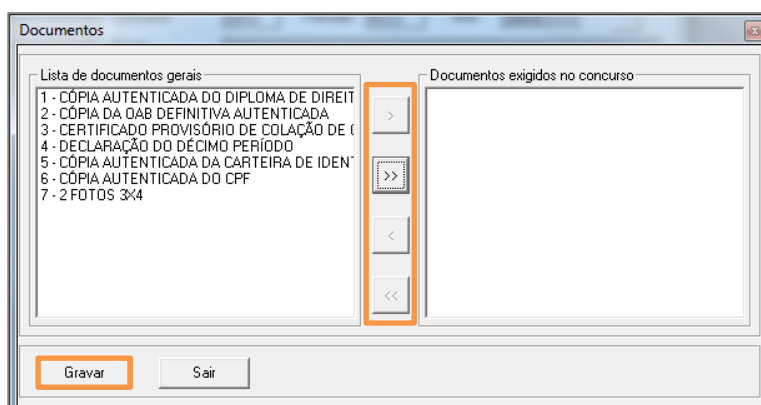 Documentos
Lista de documentos gerais
1 - CÓPIA AUTENTICADA DO DIPLOMA DE DIREIT
2 - CÓPIA DA OAB DEFINITIVA AUTENTICADA
3 - CERTIFICADO PROVISÓRIO DE COLAÇÃO DE
4 - DECLARAÇÃO DO DÉCIMO PERÍODO
5 - CÓPIA AUTENTICADA DA CARTEIRA DE IDEN
6 - CÓPIA AUTENTICADA DO CPF
7 - 2 FOTOS 3X4
>
>>
<
<<
Documentos exigidos no concurso
Gravar
Sair